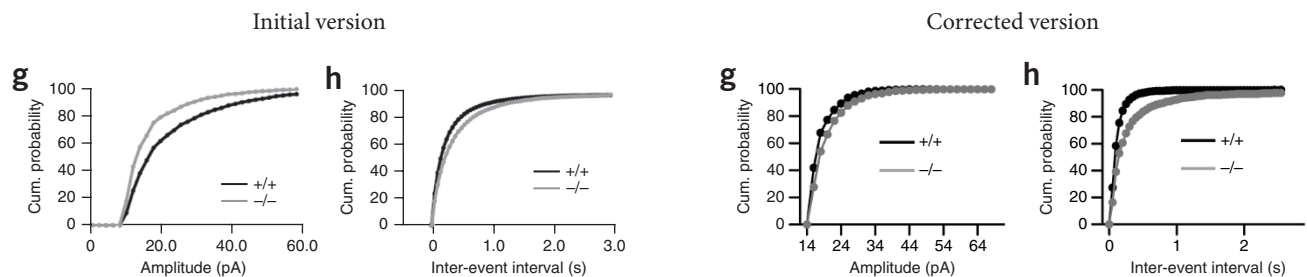 Initial version
g
100
80
60
40
20
0
Cum. probability
+/+
–/–
0
20.0
40.0
60.0
Amplitude (pA)
h
100
80
60
40
20
0
Cum. probability
+/+
–/–
0
1.0
2.0
3.0
Inter-event interval (s)
Corrected version
g
100
80
60
40
20
0
Cum. probability
+/+
–/–
14 24 34 44 54 64
Amplitude (pA)
h
100
80
60
40
20
0
Cum. probability
+/+
–/–
0
1
2
Inter-event interval (s)